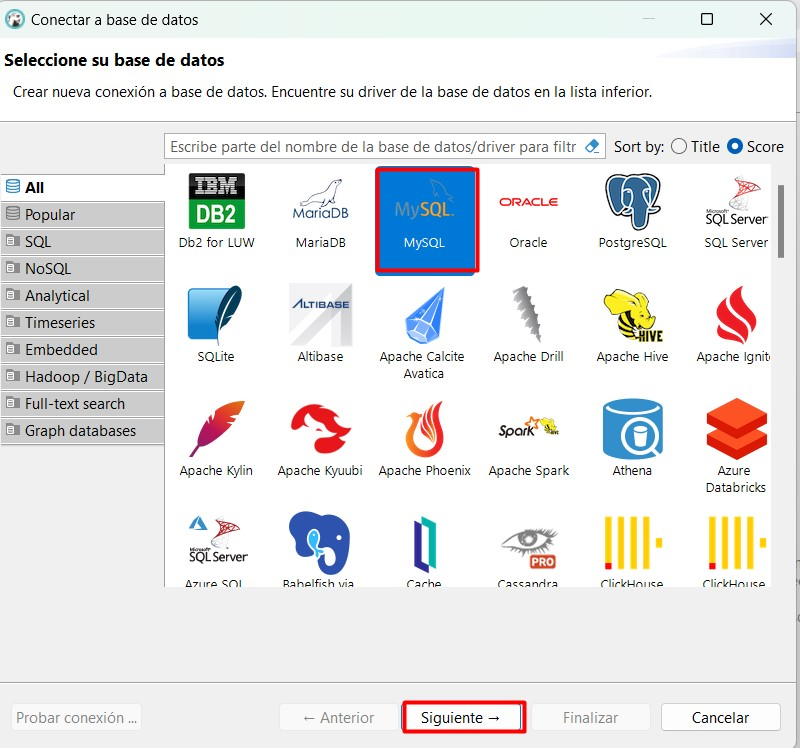 Conectar a base de datos
Seleccione su base de datos
Crear nueva conexión a base de datos. Encuentre su driver de la base de datos en la lista inferior.
Escribe parte del nombre de la base de datos/driver para filtr
Sort by: Title Score
All
Popular
SQL
NoSQL
Analytical
Timeseries
Embedded
Hadoop / BigData
Full-text search
Graph databases
IBM DB2
MariaDB
MySQL.
ORACLE
Microsoft SQL Server
Db2 for LUW
MariaDB
MySQL
Oracle
PostgreSQL
SQL Server
ALTIBASE
HIVE
SQLite
Altibase
Apache Calcite Avatica
Apache Drill
Apache Hive
Apache Ignit
Spark
HIVE
Apache Kylin
Apache Kyuubi
Apache Phoenix
Apache Spark
Athena
Azure Databricks
Microsoft SQL Server
PRO
Azure SQL
Babelfish via
Cache
Cassandra
ClickHouse
ClickHouse
Probar conexión ...
← Anterior
Siguiente →
Finalizar
Cancelar